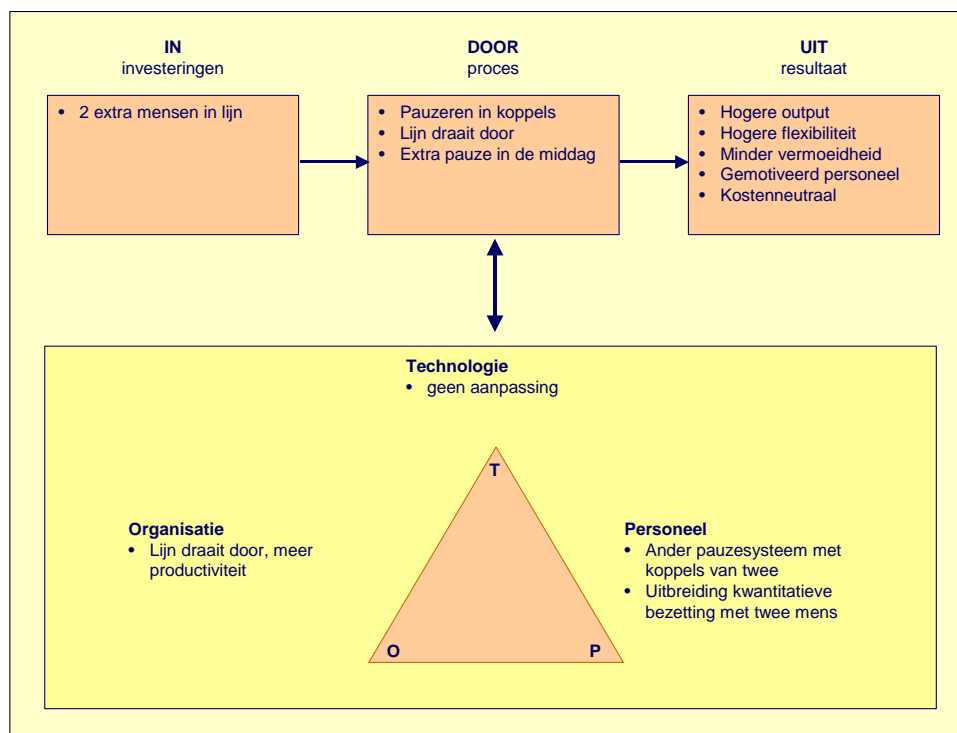 IN
investeringen
DOOR
proces
UIT
resultaat
• 2 extra mensen in lijn
• Pauzeren in koppels
• Lijn draait door
• Extra pauze in de middag
• Hogere output
• Hogere flexibiliteit
• Minder vermoeidheid
• Gemotiveerd personeel
• Kostenneutraal
Technologie
• geen aanpassing
T
Organisatie
• Lijn draait door, meer
productiviteit
Personeel
• Ander pauzesysteem met
koppels van twee
• Uitbreiding kwantitatieve
bezetting met twee mens
O
P